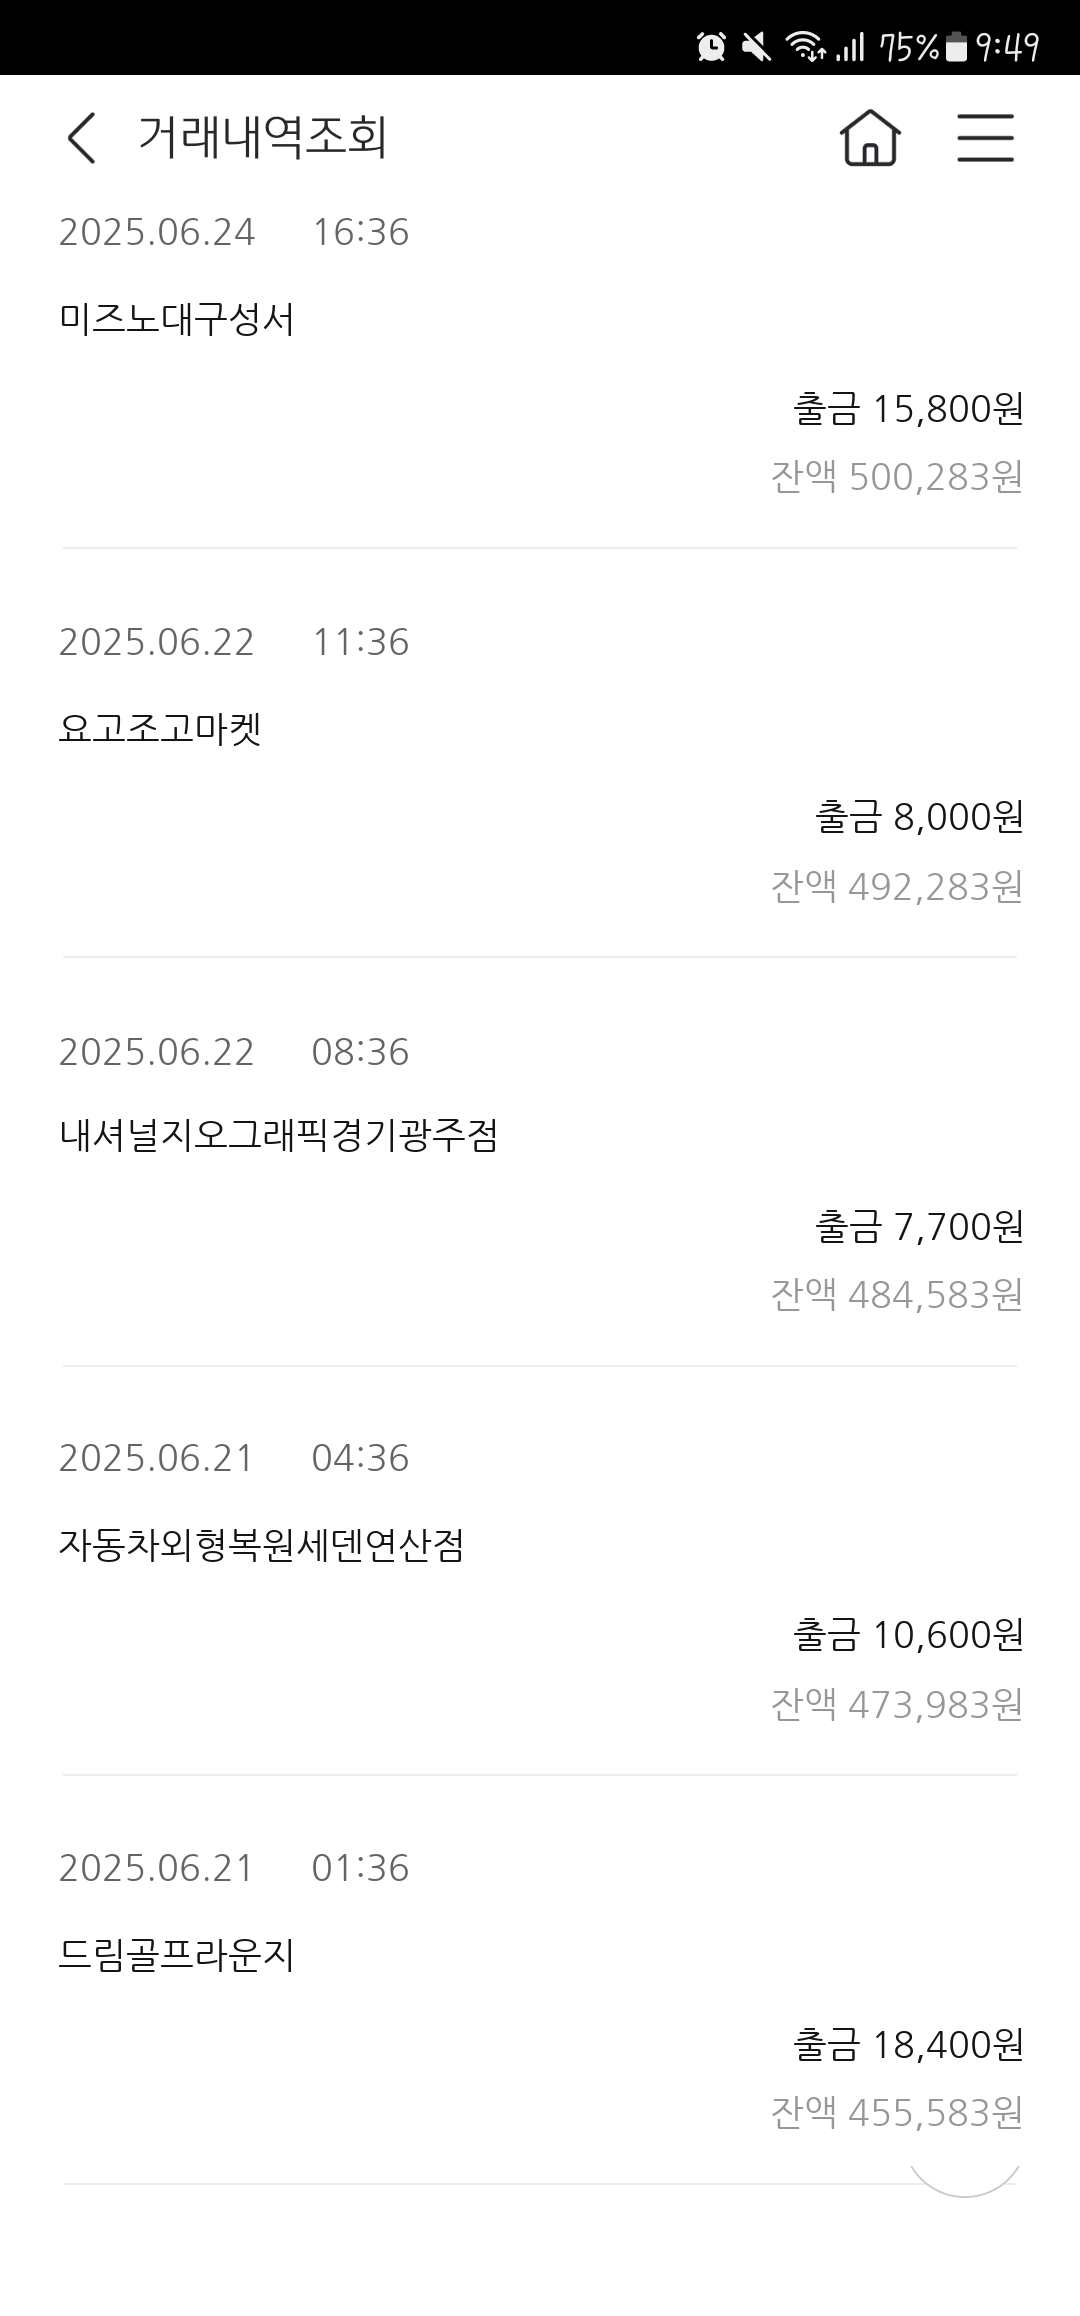 75% 9:49
거래내역조회
2025.06.24 16:36
미즈노대구성서
출금 15,800원
잔액 500,283원
2025.06.22 11:36
요고조고마켓
출금 8,000원
잔액 492,283원
2025.06.22 08:36
내셔널지오그래픽경기광주점
출금 7,700원
잔액 484,583원
2025.06.21 04:36
자동차외형복원세덴연산점
출금 10,600원
잔액 473,983원
2025.06.21 01:36
드림골프라운지
출금 18,400원
잔액 455,583원